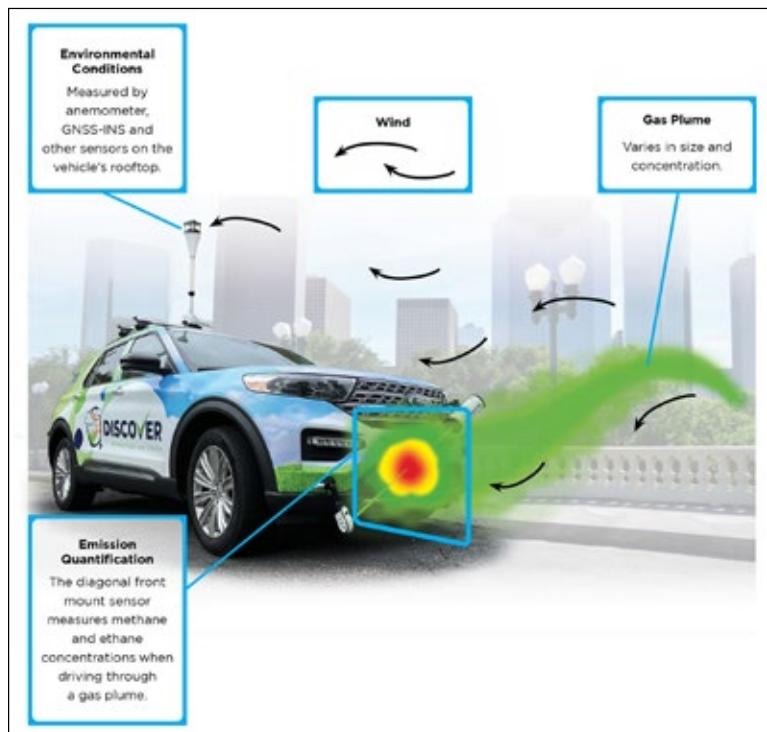 Environmental
Conditions
Measured by
anemometer,
GNSS-INS and
other sensors on the
vehicle's rooftop.
Wind
Gas Plume
Varies in size and
concentration.
DISCOVER
Emission
Quantification
The diagonal front
mount sensor
measures methane
and ethane
concentrations when
driving through
a gas plume.